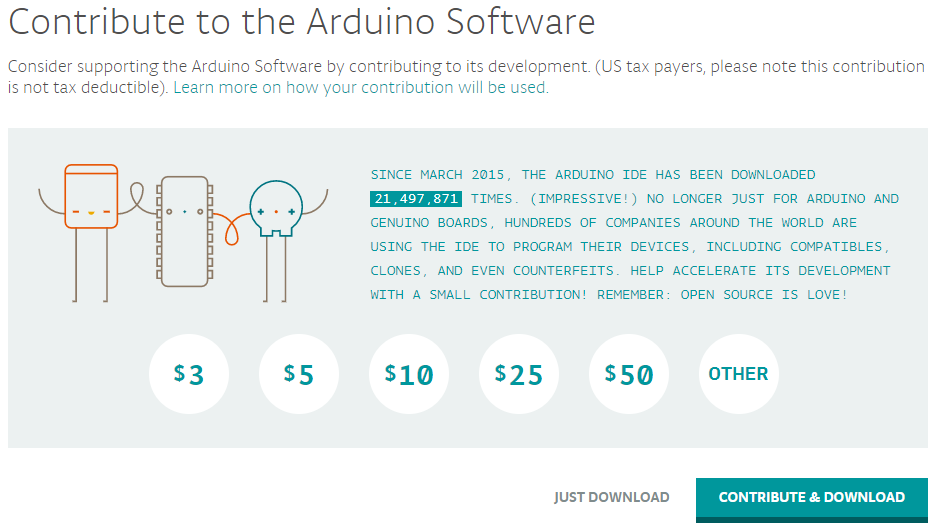 Contribute to the Arduino Software
Consider supporting the Arduino Software by contributing to its development. (US tax payers, please note this contribution
is not tax deductible). Learn more on how your contribution will be used.
SINCE MARCH 2015, THE ARDUINO IDE HAS BEEN DOWNLOADED
21,497,871 TIMES. (IMPRESSIVE!) NO LONGER JUST FOR ARDUINO AND
GENUINO BOARDS, HUNDREDS OF COMPANIES AROUND THE WORLD ARE
USING THE IDE TO PROGRAM THEIR DEVICES, INCLUDING COMPATIBLES,
CLONES, AND EVEN COUNTERFEITS. HELP ACCELERATE ITS DEVELOPMENT
WITH A SMALL CONTRIBUTION! REMEMBER: OPEN SOURCE IS LOVE!
$3 $5 $10 $25 $50 OTHER
JUST DOWNLOAD CONTRIBUTE & DOWNLOAD